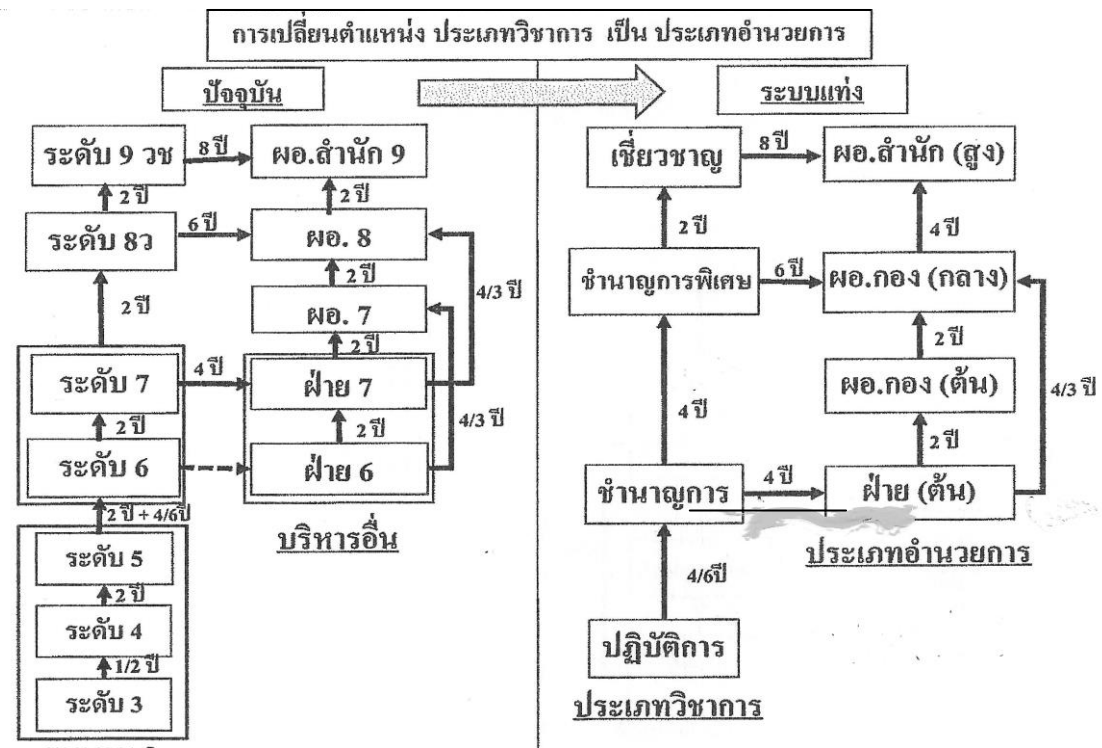 การเปลี่ยนตำแหน่ง ประเภทวิชาการ เป็น ประเภทอำนวยการ
ปัจจุบัน
ระดับ 9 วช
8 ปี
ผอ.สำนัก 9
2 ปี
2 ปี
ระดับ 8ว
6 ปี
ผอ. 8
2 ปี
2 ปี
4/3 ปี
ผอ. 7
2 ปี
ระดับ 7
4 ปี
ฝ่าย 7
4/3 ปี
2 ปี
2 ปี
ระดับ 6
ฝ่าย 6
2 ปี + 4/6ปี
บริหารอื่น
ระดับ 5
2 ปี
ระดับ 4
1/2 ปี
ระดับ 3
ระบบแท่ง
เชี่ยวชาญ
8 ปี
ผอ.สำนัก (สูง)
2 ปี
4 ปี
ชำนาญการพิเศษ
6 ปี
ผอ.กอง (กลาง)
2 ปี
ผอ.กอง (ต้น)
4/3 ปี
4 ปี
2 ปี
ชำนาญการ
4 ปี
ฝ่าย (ต้น)
ประเภทอำนวยการ
4/6ปี
ปฏิบัติการ
ประเภทวิชาการ